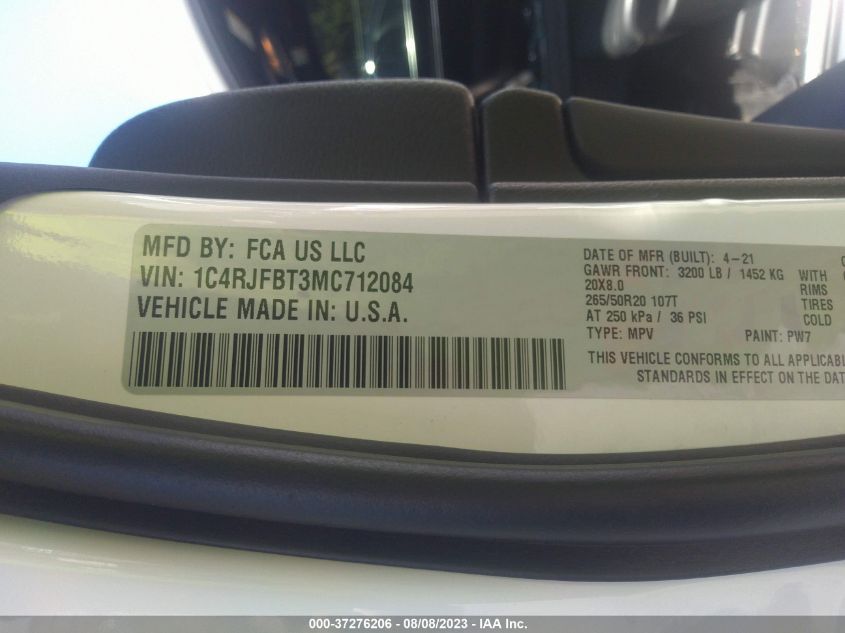 MFD BY: FCA US LLC
VIN: 1C4RJFBT3MC712084
VEHICLE MADE IN: U.S.A.
DATE OF MFR (BUILT): 4-21
GAWR FRONT: 3200 LB / 1452 KG WITH
20X8.0 RIMS
265/50R20 107T TIRES
AT 250 kPa / 36 PSI COLD
TYPE: MPV PAINT: PW7
THIS VEHICLE CONFORMS TO ALL
STANDARDS IN EFFECT ON THE
000-37276206 - 08/08/2023 - IAA Inc.